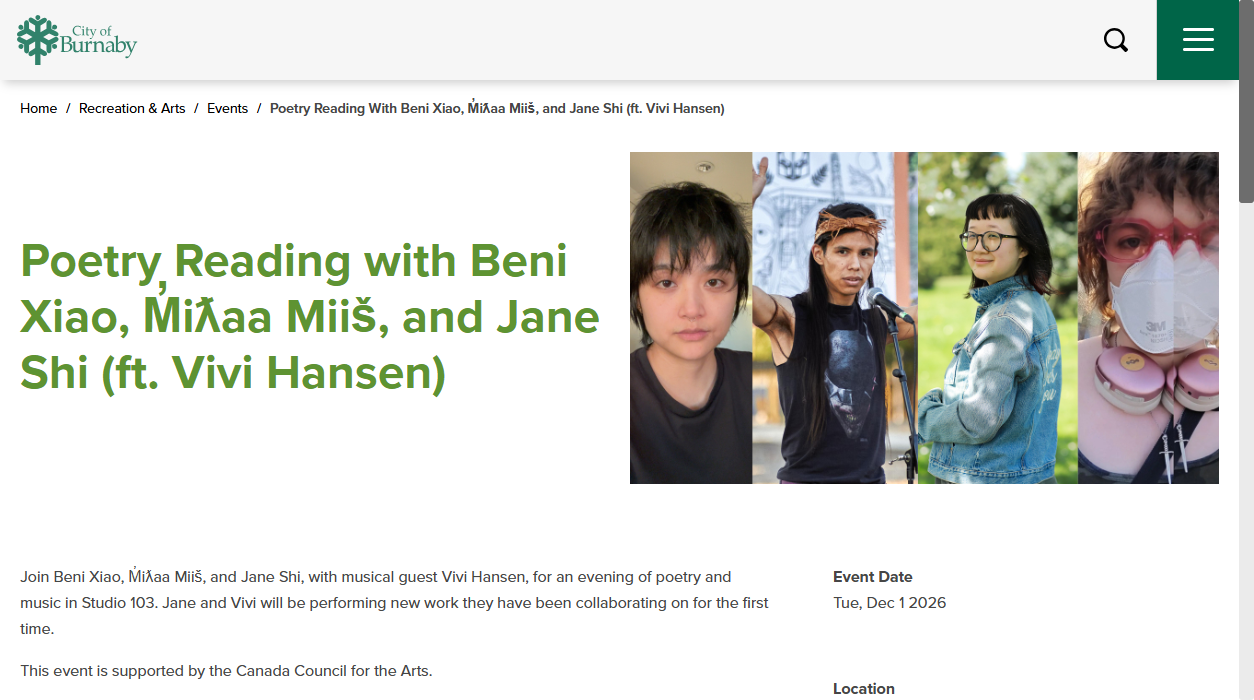 City of
Burnaby
Home / Recreation & Arts / Events / Poetry Reading With Beni Xiao, M̓iƛaa Miiš, and Jane Shi (ft. Vivi Hansen)
Poetry Reading with Beni
Xiao, M̓iƛaa Miiš, and Jane
Shi (ft. Vivi Hansen)
3M
Join Beni Xiao, M̓iƛaa Miiš, and Jane Shi, with musical guest Vivi Hansen, for an evening of poetry and
music in Studio 103. Jane and Vivi will be performing new work they have been collaborating on for the first
time.
This event is supported by the Canada Council for the Arts.
Event Date
Tue, Dec 1 2026
Location